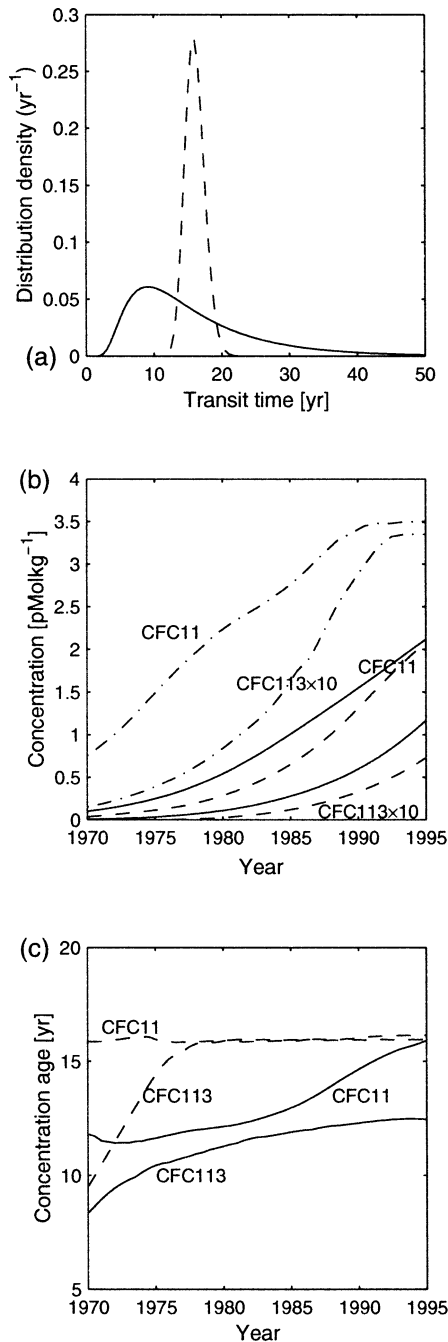 0.3
0.25
0.2
0.15
0.1
0.05
0
Distribution density (yr⁻¹)
(a)
0 10 20 30 40 50
Transit time [yr]
(b)
4
3.5
3
2.5
2
1.5
1
0.5
0
Concentration [pMolkg⁻¹]
CFC11
CFC113×10
CFC11
CFC113×10
1970 1975 1980 1985 1990 1995
Year
(c)
20
15
10
5
Concentration age [yr]
CFC11
CFC113
CFC11
CFC113
1970 1975 1980 1985 1990 1995
Year